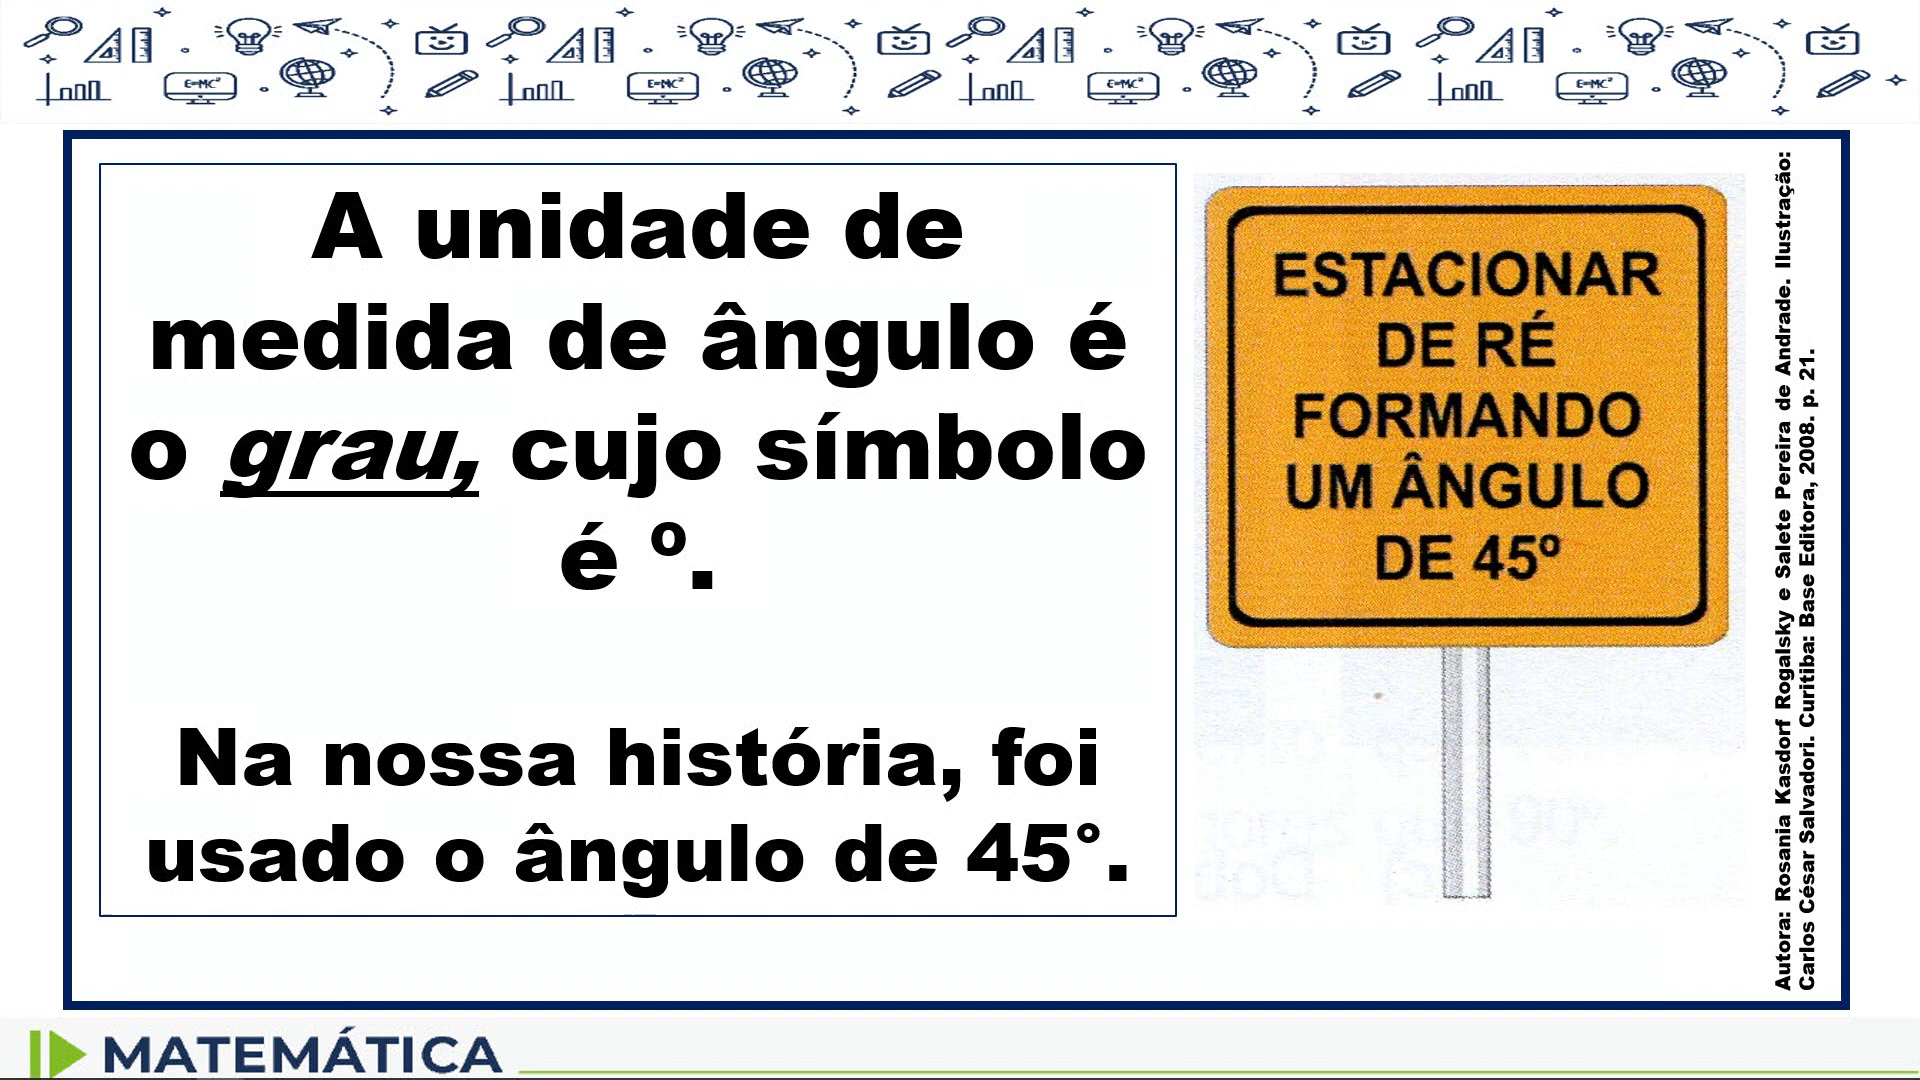 E=MC²
E=MC²
E=MC²
E=MC²
A unidade de
medida de ângulo é
o grau, cujo símbolo
é º.
Na nossa história, foi
usado o ângulo de 45°.
ESTACIONAR
DE RÉ
FORMANDO
UM ÂNGULO
DE 45º
Autora: Rosania Kasdorf Rogalsky e Salete Pereira de Andrade. Ilustração:
Carlos César Salvadori. Curitiba: Base Editora, 2008. p. 21.
MATEMÁTICA